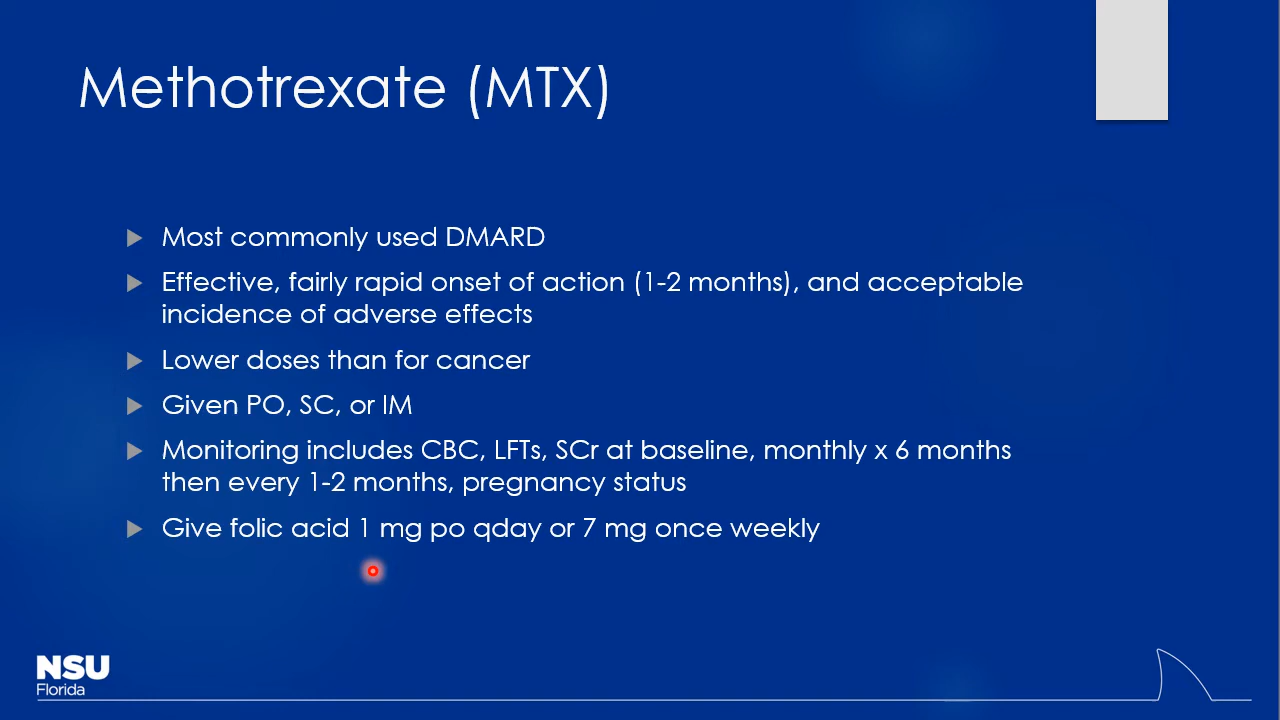 Methotrexate (MTX)
Most commonly used DMARD
Effective, fairly rapid onset of action (1-2 months), and acceptable
incidence of adverse effects
Lower doses than for cancer
Given PO, SC, or IM
Monitoring includes CBC, LFTs, SCr at baseline, monthly x 6 months
then every 1-2 months, pregnancy status
Give folic acid 1 mg po qday or 7 mg once weekly
NSU
Florida